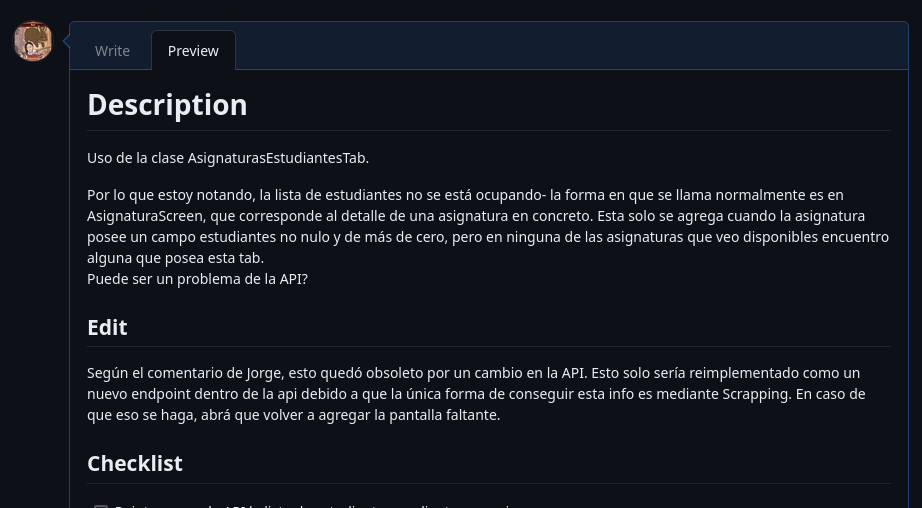 Write
Preview
Description
Uso de la clase AsignaturasEstudiantesTab.
Por lo que estoy notando, la lista de estudiantes no se está ocupando- la forma en que se llama normalmente es en
AsignaturaScreen, que corresponde al detalle de una asignatura en concreto. Esta solo se agrega cuando la asignatura
posee un campo estudiantes no nulo y de más de cero, pero en ninguna de las asignaturas que veo disponibles encuentro
alguna que posea esta tab.
Puede ser un problema de la API?
Edit
Según el comentario de Jorge, esto quedó obsoleto por un cambio en la API. Esto solo sería reimplementado como un
nuevo endpoint dentro de la api debido a que la única forma de conseguir esta info es mediante Scrapping. En caso de
que eso se haga, abrá que volver a agregar la pantalla faltante.
Checklist